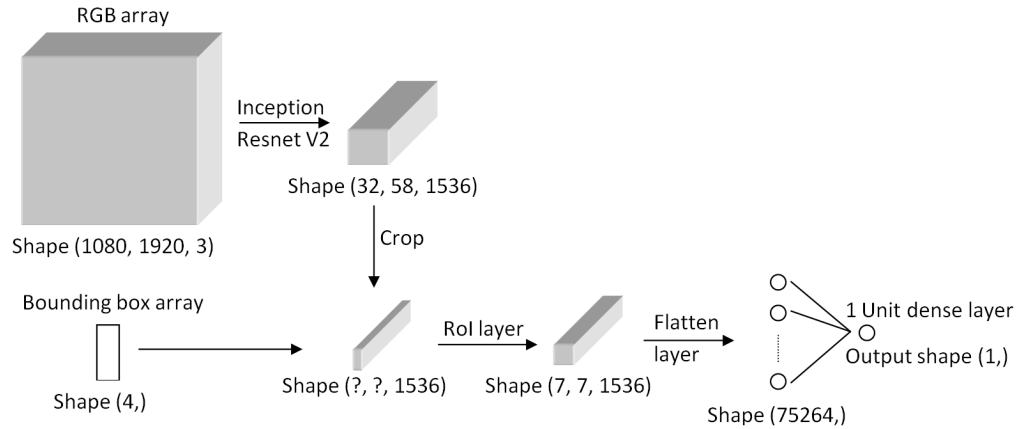 RGB array
Inception
Resnet V2
Shape (32, 58, 1536)
Shape (1080, 1920, 3)
Crop
Bounding box array
Shape (4,)
Shape (?, ?, 1536)
RoI layer
Shape (7, 7, 1536)
Flatten
layer
1 Unit dense layer
Output shape (1,)
Shape (75264,)